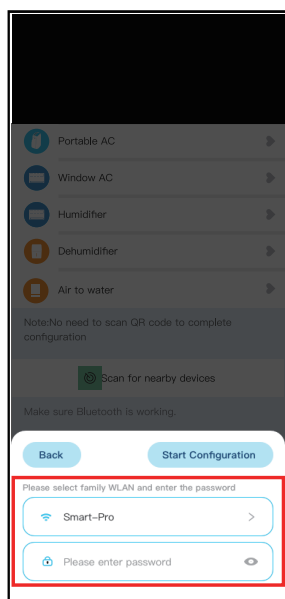 Portable AC
Window AC
Humidifier
Dehumidifier
Air to water
Note:No need to scan QR code to complete
configuration
Scan for nearby devices
Make sure Bluetooth is working.
Back
Start Configuration
Please select family WLAN and enter the password
Smart-Pro
Please enter password